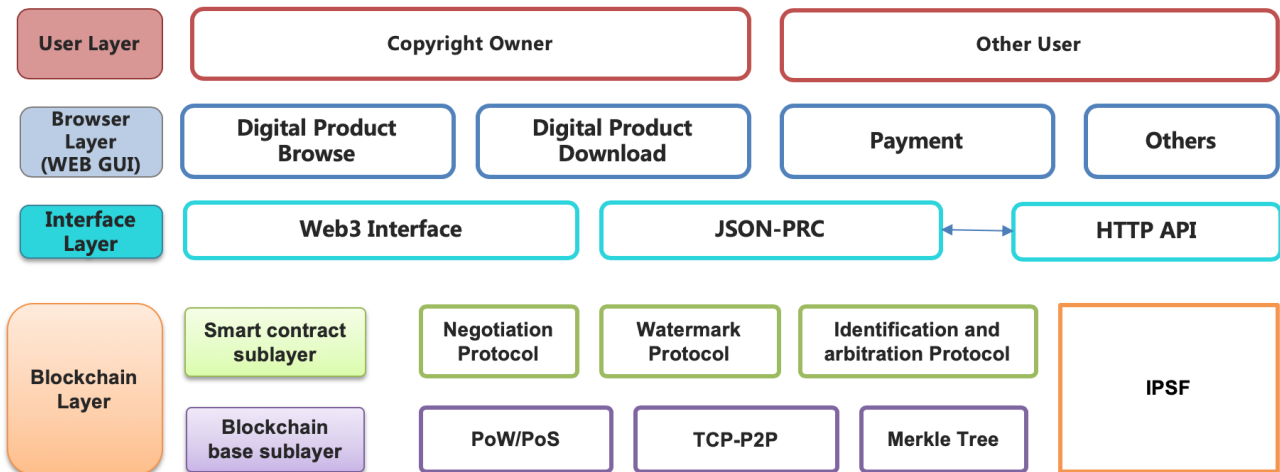 User Layer
Copyright Owner
Other User
Browser
Layer
(WEB GUI)
Digital Product
Browse
Digital Product
Download
Payment
Others
Interface
Layer
Web3 Interface
JSON-PRC
HTTP API
Blockchain
Layer
Smart contract
sublayer
Negotiation
Protocol
Watermark
Protocol
Identification and
arbitration Protocol
IPSF
Blockchain
base sublayer
PoW/PoS
TCP-P2P
Merkle Tree